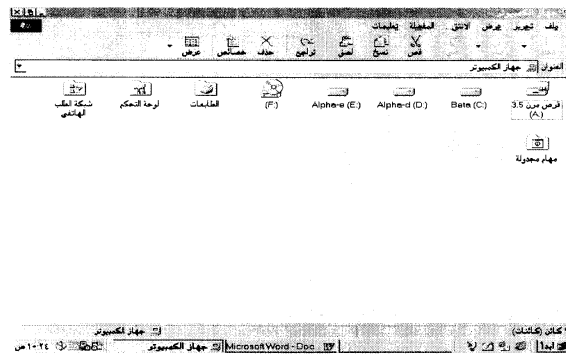 ملف تحرير عرض الانتقال المفضلة تعليمات
قص نسخ لصق تراجع حذف خصائص عرض
العنوان جهاز الكمبيوتر
قرص مرن 3.5 (A:)
Beta (C:)
Alpha-d (D:)
Alpha-e (E:)
(F:)
الطابعات
لوحة التحكم
شبكة الطلب الهاتفي
مهام مجدولة
كائن (كائنات) جهاز الكمبيوتر
ابدأ Microsoft Word - Doc جهاز الكمبيوتر ١٠:٢٤ ص